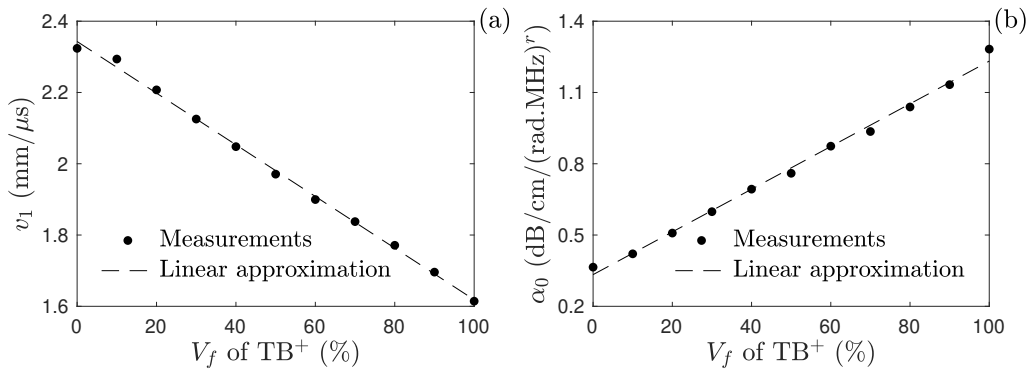 (a)
2.4
2.2
2
1.8
1.6
v₁ (mm/μs)
Measurements
Linear approximation
0 20 40 60 80 100
V_f of TB⁺ (%)
(b)
1.4
1.1
0.8
0.5
0.2
α₀ (dB/cm/(rad.MHz)ʳ)
Measurements
Linear approximation
0 20 40 60 80 100
V_f of TB⁺ (%)